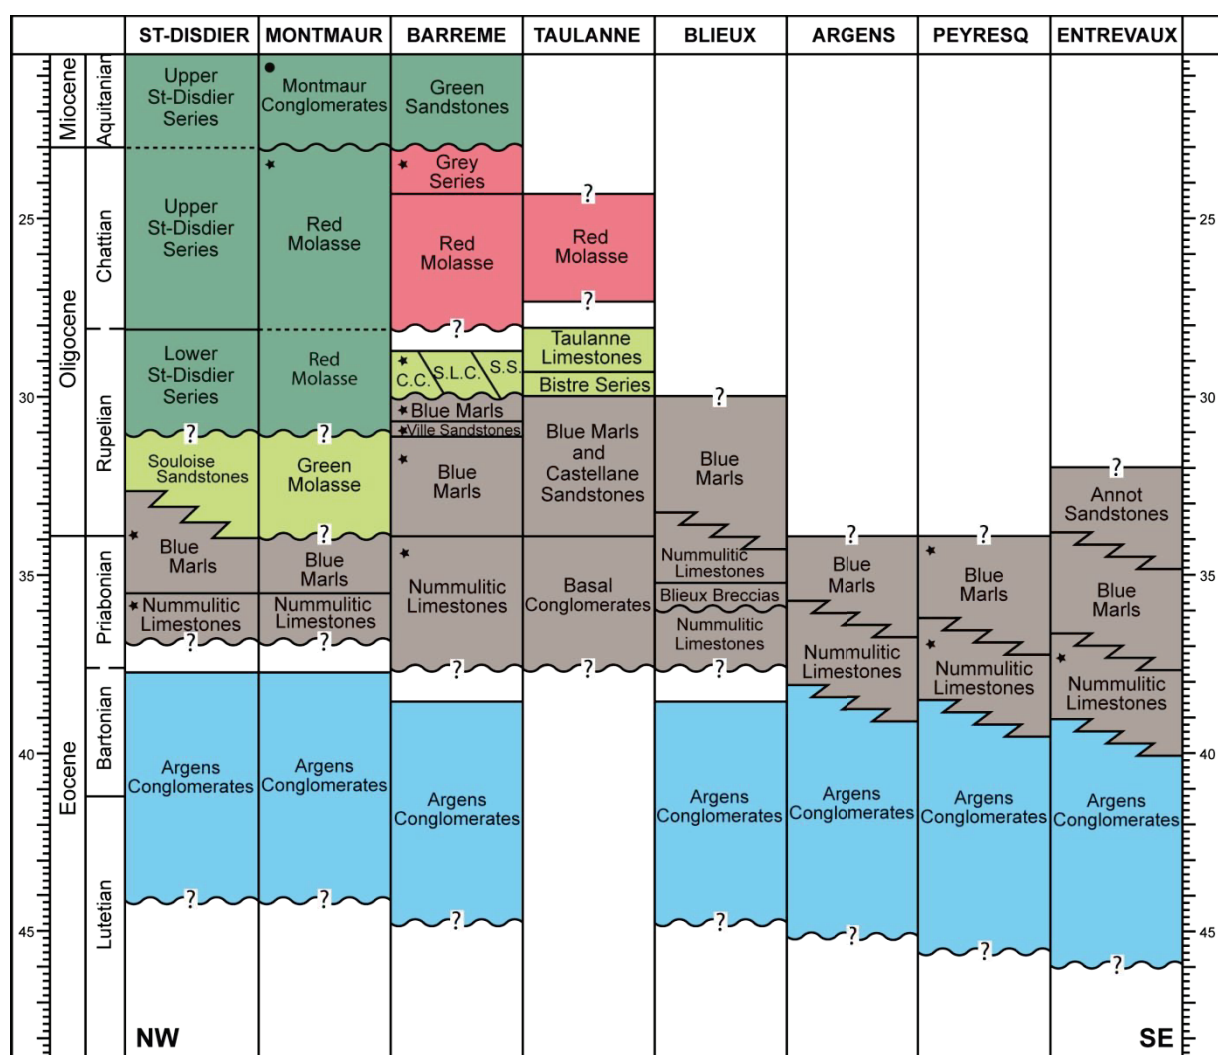 ST-DISDIER MONTMAUR BARREME TAULANNE BLIEUX ARGENS PEYRESQ ENTREVAUX
Miocene
Aquitanian
Upper
St-Disdier
Series
Montmaur
Conglomerates
Green
Sandstones
Oligocene
Chattian
25
Upper
St-Disdier
Series
Red
Molasse
Grey
Series
Red
Molasse
?
?
Red
Molasse
?
25
Rupelian
30
Lower
St-Disdier
Series
?
Souloise
Sandstones
Blue
Marls
Red
Molasse
?
Green
Molasse
?
C.C. S.L.C. S.S.
Blue Marls
Ville Sandstones
Blue
Marls
Taulanne
Limestones
Bistre Series
Blue Marls
and
Castellane
Sandstones
?
Blue
Marls
?
Annot
Sandstones
30
Eocene
Priabonian
35
Nummulitic
Limestones
?
Blue
Marls
Nummulitic
Limestones
?
Nummulitic
Limestones
?
Basal
Conglomerates
?
Nummulitic
Limestones
Blieux Breccias
Nummulitic
Limestones
?
?
Blue
Marls
Nummulitic
Limestones
?
Blue
Marls
Nummulitic
Limestones
Blue
Marls
Nummulitic
Limestones
35
Bartonian
40
Lutetian
45
Argens
Conglomerates
?
Argens
Conglomerates
?
Argens
Conglomerates
?
Argens
Conglomerates
?
Argens
Conglomerates
?
Argens
Conglomerates
?
Argens
Conglomerates
?
40
45
NW
SE